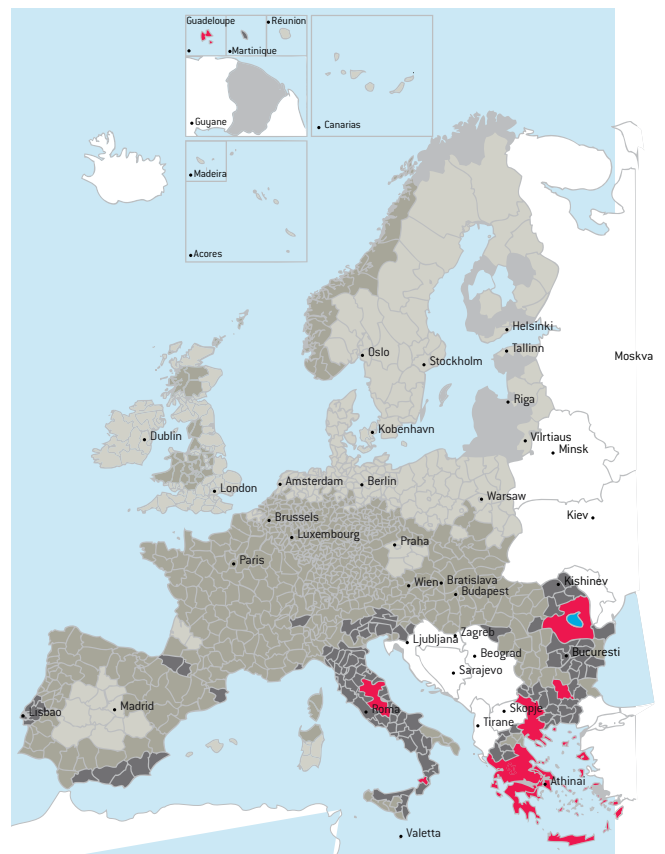 Guadeloupe
Réunion
Martinique
Guyane
Canarias
Madeira
Acores
Helsinki
Oslo
Tallinn
Stockholm
Moskva
Riga
Kobenhavn
Dublin
Vilrtiaus
Minsk
Amsterdam
Berlin
London
Warsaw
Brussels
Kiev
Luxembourg
Praha
Paris
Wien
Bratislava
Kishinev
Budapest
Zagreb
Ljubljana
Bucuresti
Beograd
Sarajevo
Madrid
Lisbao
Roma
Skopje
Tirane
Athinai
Valetta